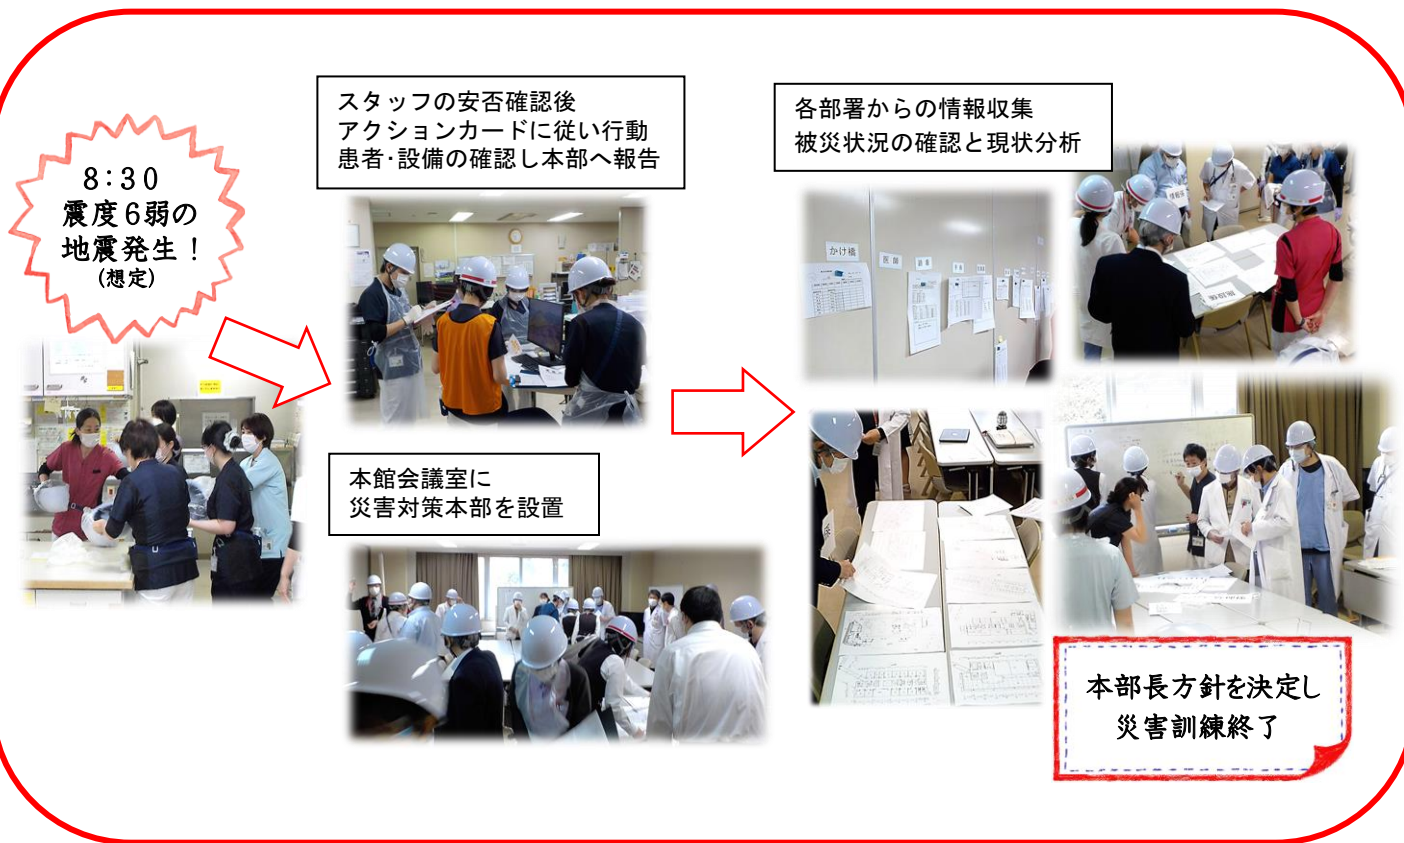 8:30
震度6弱の
地震発生！
(想定)
スタッフの安否確認後
アクションカードに従い行動
患者･設備の確認し本部へ報告
本館会議室に
災害対策本部を設置
各部署からの情報収集
被災状況の確認と現状分析
かけ橋
医師
本部長方針を決定し
災害訓練終了